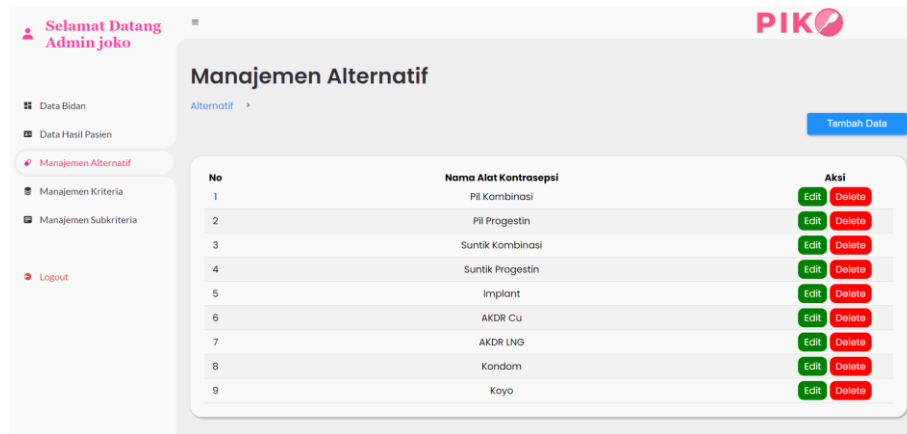 Selamat Datang
Admin joko
Data Bidan
Data Hasil Pasien
Manajemen Alternatif
Manajemen Kriteria
Manajemen Subkriteria
Logout
PIKO
Manajemen Alternatif
Alternatif >
Tambah Data
No Nama Alat Kontrasepsi Aksi
1 Pil Kombinasi Edit Delete
2 Pil Progestin Edit Delete
3 Suntik Kombinasi Edit Delete
4 Suntik Progestin Edit Delete
5 Implant Edit Delete
6 AKDR Cu Edit Delete
7 AKDR LNG Edit Delete
8 Kondom Edit Delete
9 Koyo Edit Delete